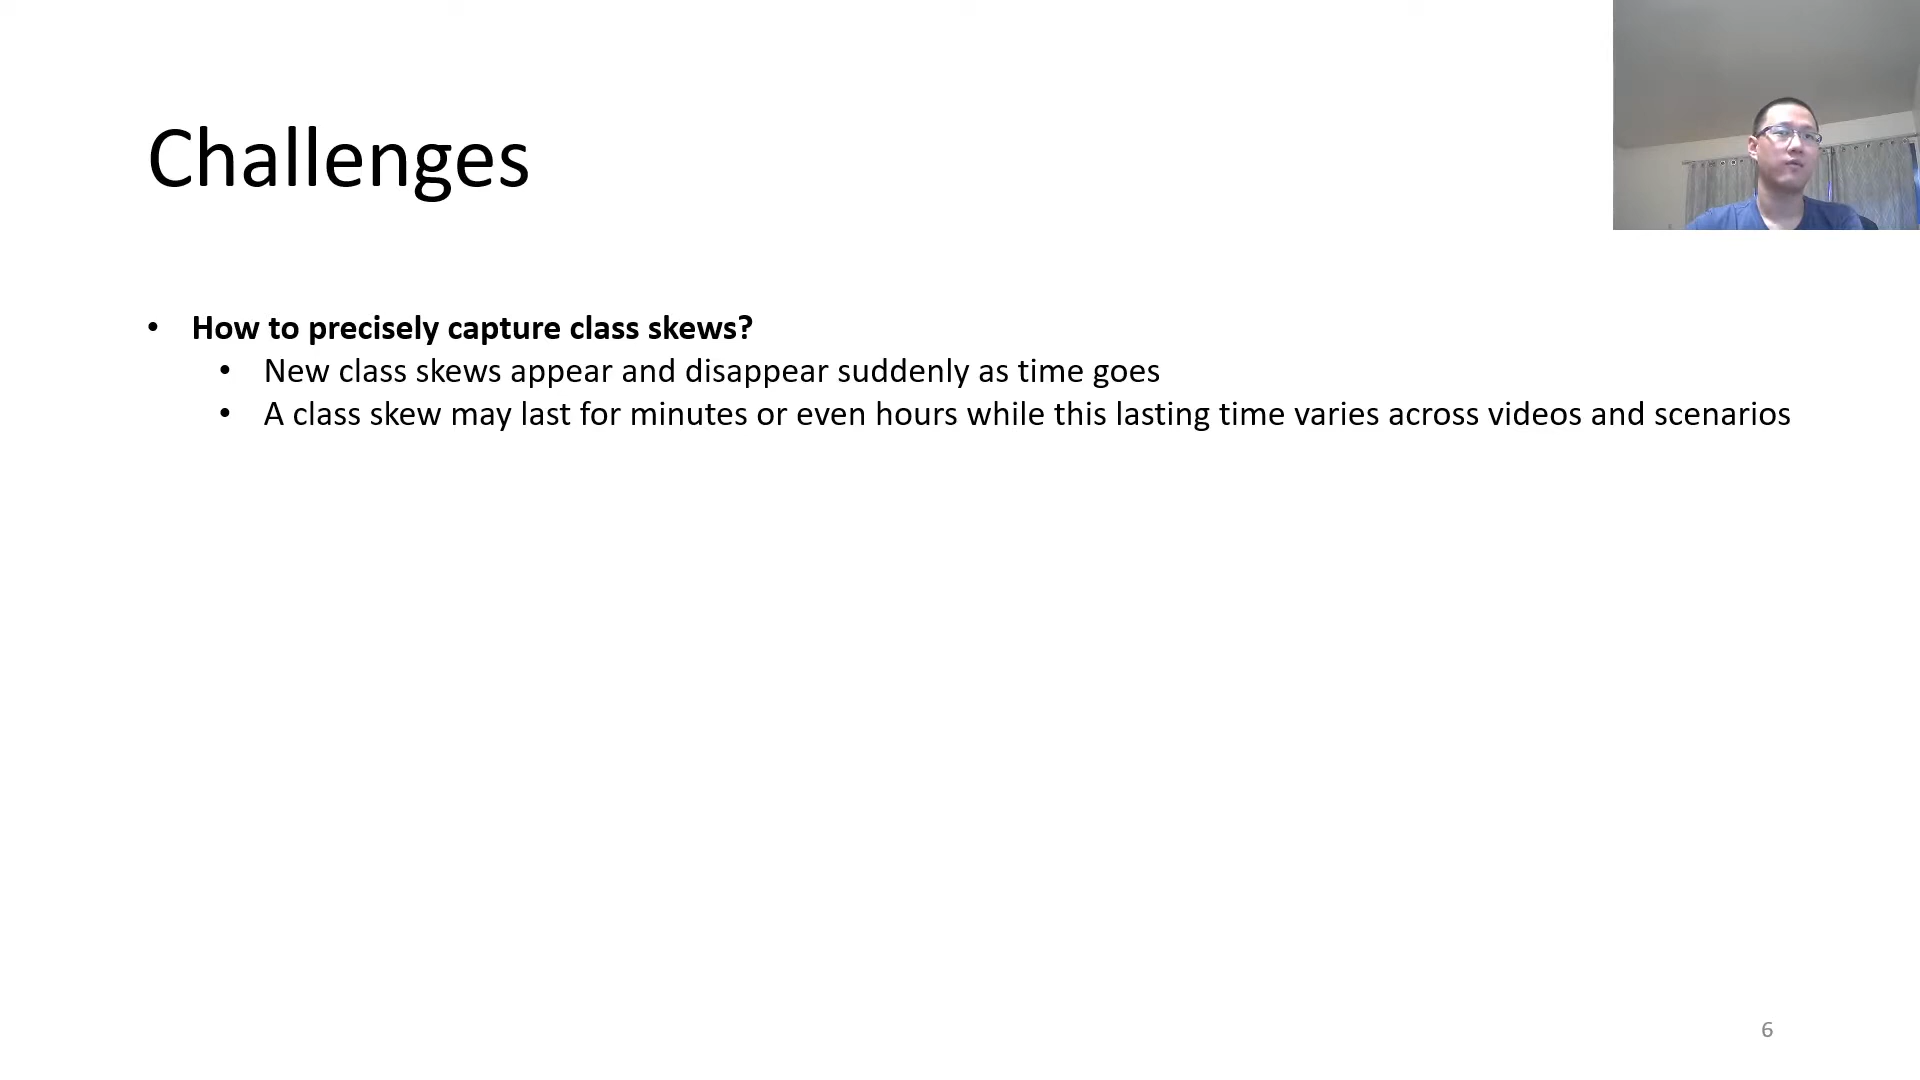 Challenges
• How to precisely capture class skews?
• New class skews appear and disappear suddenly as time goes
• A class skew may last for minutes or even hours while this lasting time varies across videos and scenarios
6